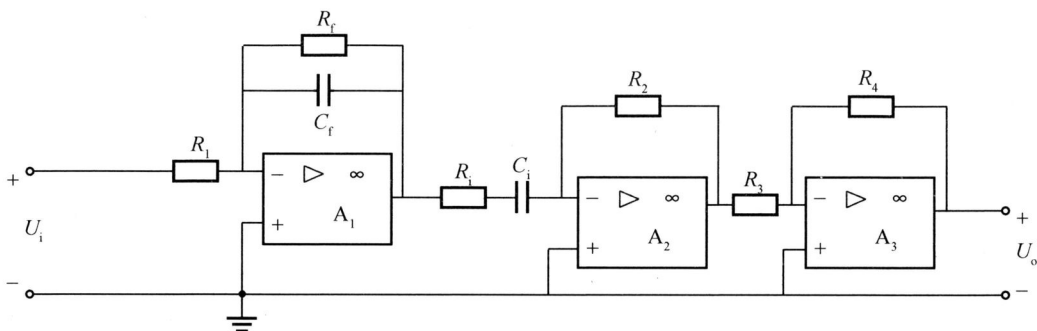 R_f
C_f
R_1
▷ ∞
A_1
R_i
C_i
R_2
▷ ∞
A_2
R_3
R_4
▷ ∞
A_3
+
U_i
−
−
+
−
+
−
+
+
U_o
−